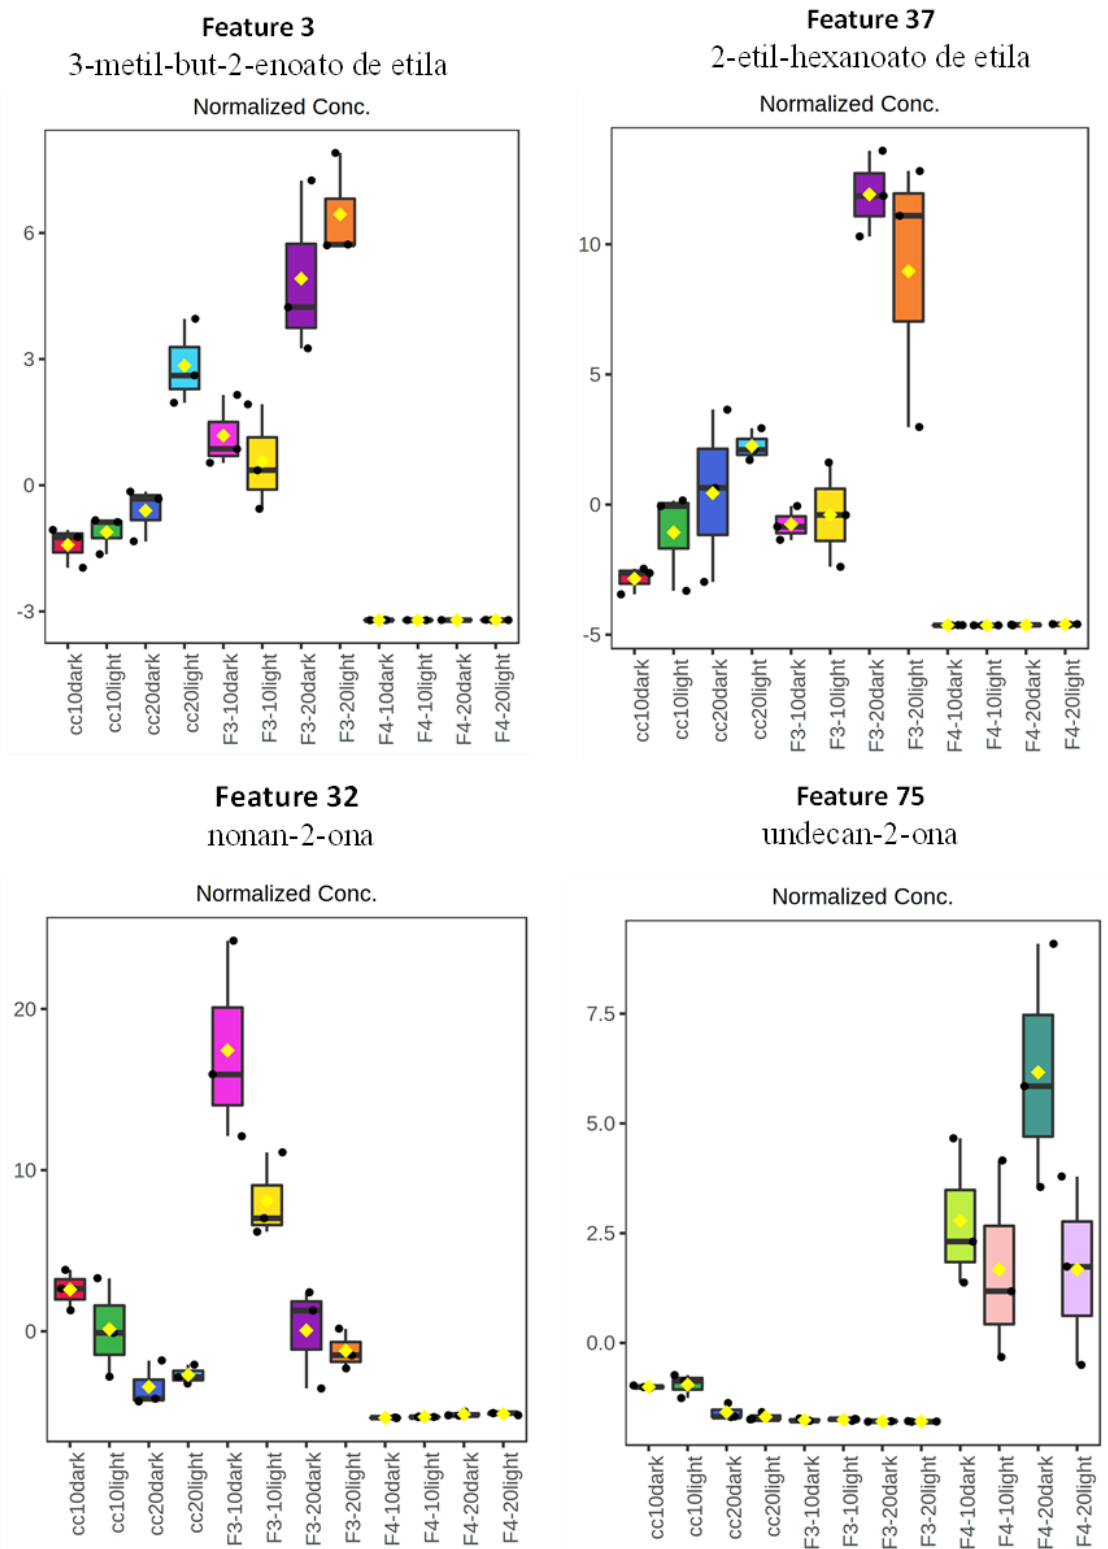 Feature 3
3-metil-but-2-enoato de etila
Normalized Conc.
6
3
0
-3
cc10dark
cc10light
cc20dark
cc20light
F3-10dark
F3-10light
F3-20dark
F3-20light
F4-10dark
F4-10light
F4-20dark
F4-20light
Feature 37
2-etil-hexanoato de etila
Normalized Conc.
10
5
0
-5
cc10dark
cc10light
cc20dark
cc20light
F3-10dark
F3-10light
F3-20dark
F3-20light
F4-10dark
F4-10light
F4-20dark
F4-20light
Feature 32
nonan-2-ona
Normalized Conc.
20
10
0
cc10dark
cc10light
cc20dark
cc20light
F3-10dark
F3-10light
F3-20dark
F3-20light
F4-10dark
F4-10light
F4-20dark
F4-20light
Feature 75
undecan-2-ona
Normalized Conc.
7.5
5.0
2.5
0.0
cc10dark
cc10light
cc20dark
cc20light
F3-10dark
F3-10light
F3-20dark
F3-20light
F4-10dark
F4-10light
F4-20dark
F4-20light